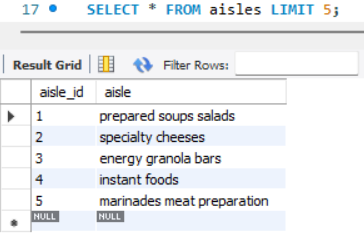 17 SELECT * FROM aisles LIMIT 5;
Result Grid Filter Rows:
aisle_id aisle
1 prepared soups salads
2 specialty cheeses
3 energy granola bars
4 instant foods
5 marinades meat preparation
NULL NULL